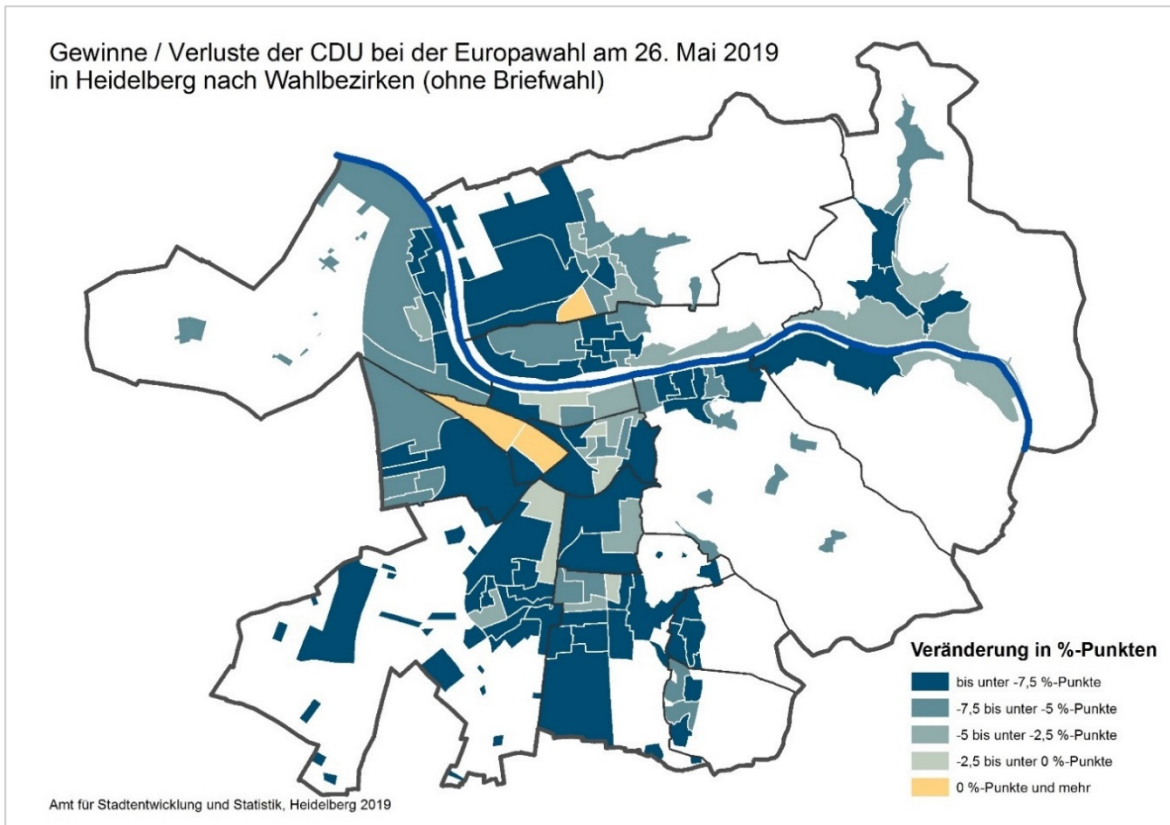 Gewinne / Verluste der CDU bei der Europawahl am 26. Mai 2019
in Heidelberg nach Wahlbezirken (ohne Briefwahl)
Veränderung in %-Punkten
bis unter -7,5 %-Punkte
-7,5 bis unter -5 %-Punkte
-5 bis unter -2,5 %-Punkte
-2,5 bis unter 0 %-Punkte
0 %-Punkte und mehr
Amt für Stadtentwicklung und Statistik, Heidelberg 2019